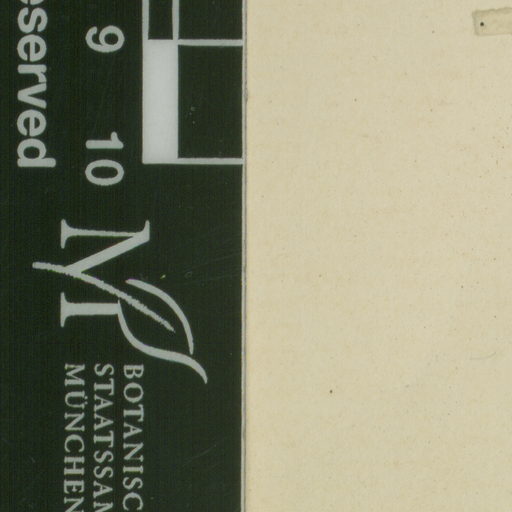 eserved
9 10
M
BOTANISC
STAATSSAM
MÜNCHEN